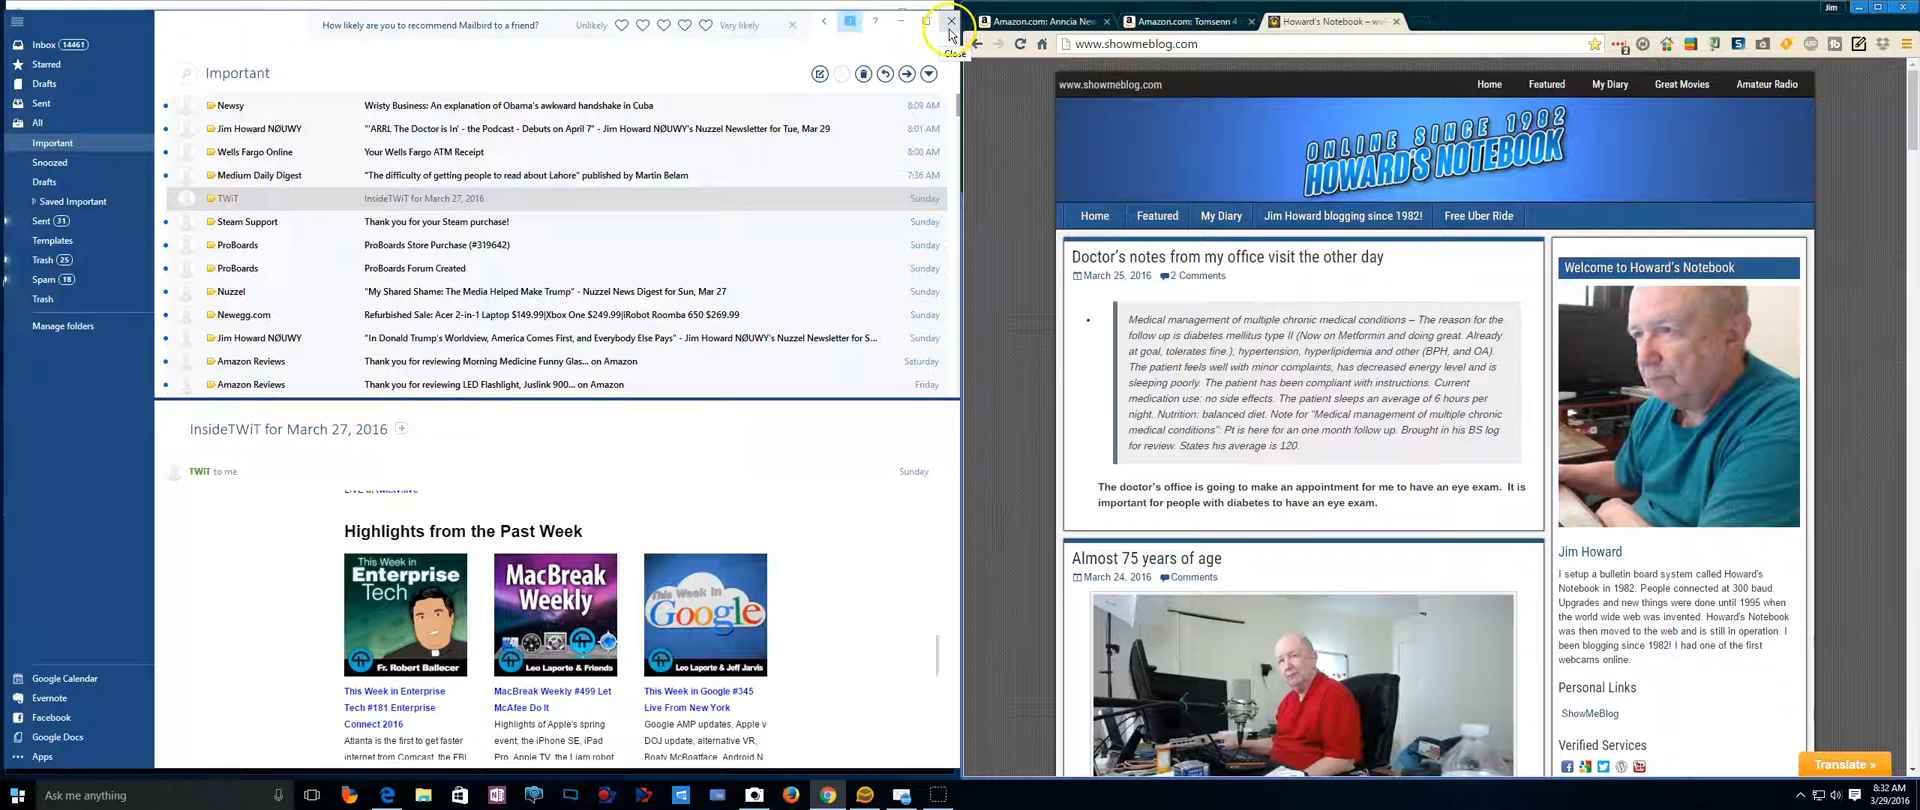 How likely are you to recommend Mailbird to a friend? Unlikely Very likely
?
Close
Inbox 14461
Starred
Drafts
Sent
All
Important
Snoozed
Drafts
Saved Important
Sent 31
Templates
Trash 25
Spam 18
Trash
Manage folders
Google Calendar
Evernote
Facebook
Google Docs
Apps
Important
Newsy Wristy Business: An explanation of Obama's awkward handshake in Cuba 8:09 AM
Jim Howard NØUWY "'ARRL The Doctor is In' - the Podcast - Debuts on April 7" - Jim Howard NØUWY's Nuzzel Newsletter for Tue, Mar 29 8:01 AM
Wells Fargo Online Your Wells Fargo ATM Receipt 8:00 AM
Medium Daily Digest "The difficulty of getting people to read about Lahore" published by Martin Belam 7:36 AM
TWiT InsideTWiT for March 27, 2016 Sunday
Steam Support Thank you for your Steam purchase! Sunday
ProBoards ProBoards Store Purchase (#319642) Sunday
ProBoards ProBoards Forum Created Sunday
Nuzzel "My Shared Shame: The Media Helped Make Trump" - Nuzzel News Digest for Sun, Mar 27 Sunday
Newegg.com Refurbished Sale: Acer 2-in-1 Laptop $149.99|Xbox One $249.99|iRobot Roomba 650 $269.99 Sunday
Jim Howard NØUWY "In Donald Trump's Worldview, America Comes First, and Everybody Else Pays" - Jim Howard NØUWY's Nuzzel Newsletter for S... Sunday
Amazon Reviews Thank you for reviewing Morning Medicine Funny Glas... on Amazon Saturday
Amazon Reviews Thank you for reviewing LED Flashlight, Juslink 900... on Amazon Friday
InsideTWiT for March 27, 2016
TWiT to me Sunday
LIVE at twit.tv/live
Highlights from the Past Week
This Week in
Enterprise
Tech
Fr. Robert Ballecer
MacBreak
Weekly
Leo Laporte & Friends
This Week in
Google
Leo Laporte & Jeff Jarvis
This Week in Enterprise
Tech #181 Enterprise
Connect 2016
Atlanta is the first to get faster
internet from Comcast, the FBI
MacBreak Weekly #499 Let
McAfee Do It
Highlights of Apple's spring
event; the iPhone SE, iPad
Pro, Apple TV, the Liam robot
This Week in Google #345
Live From New York
Google AMP updates, Apple v
DOJ update, alternative VR,
Boaty McBoatface, Android N
Amazon.com: Anncia New
Amazon.com: Tomsenn 4
Howard's Notebook – ww
Jim
www.showmeblog.com
www.showmeblog.com
Home Featured My Diary Great Movies Amateur Radio
ONLINE SINCE 1982
HOWARD'S NOTEBOOK
Home Featured My Diary Jim Howard blogging since 1982! Free Uber Ride
Doctor's notes from my office visit the other day
March 25, 2016 2 Comments
Medical management of multiple chronic medical conditions – The reason for the
follow up is diabetes mellitus type II (Now on Metformin and doing great. Already
at goal, tolerates fine.), hypertension, hyperlipidemia and other (BPH, and OA).
The patient feels well with minor complaints, has decreased energy level and is
sleeping poorly. The patient has been compliant with instructions. Current
medication use: no side effects. The patient sleeps an average of 6 hours per
night. Nutrition: balanced diet. Note for "Medical management of multiple chronic
medical conditions": Pt is here for an one month follow up. Brought in his BS log
for review. States his average is 120.
The doctor's office is going to make an appointment for me to have an eye exam. It is
important for people with diabetes to have an eye exam.
Almost 75 years of age
March 24, 2016 Comments
Welcome to Howard's Notebook
Jim Howard
I setup a bulletin board system called Howard's
Notebook in 1982. People connected at 300 baud.
Upgrades and new things were done until 1995 when
the world wide web was invented. Howard's Notebook
was then moved to the web and is still in operation. I
been blogging since 1982! I had one of the first
webcams online.
Personal Links
ShowMeBlog
Verified Services
Translate »
Ask me anything
8:32 AM
3/29/2016